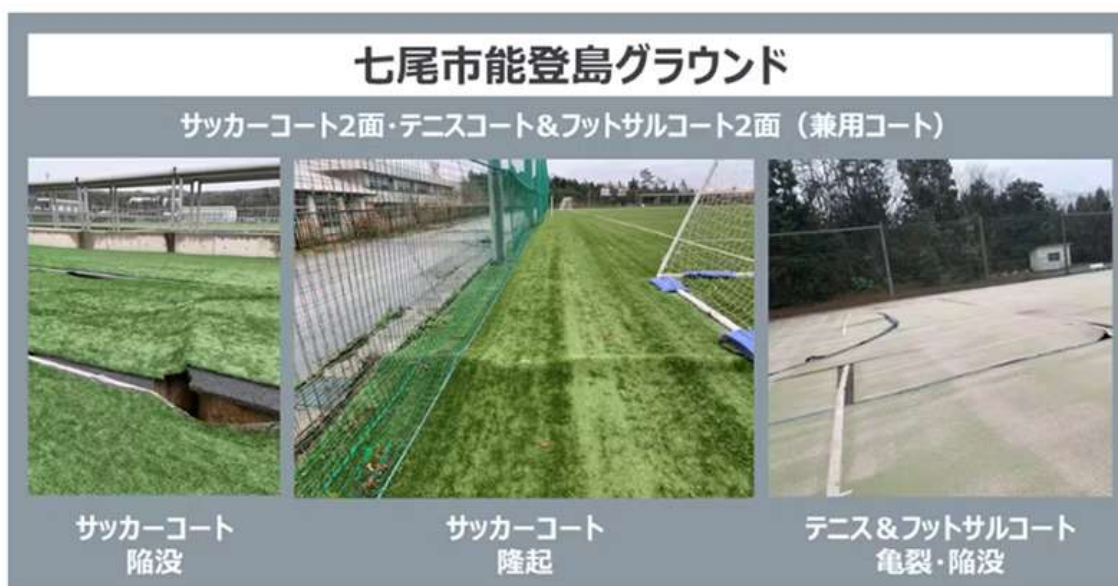 七尾市能登島グラウンド
サッカーコート2面・テニスコート&フットサルコート2面（兼用コート）
サッカーコート
陥没
サッカーコート
隆起
テニス&フットサルコート
亀裂・陥没